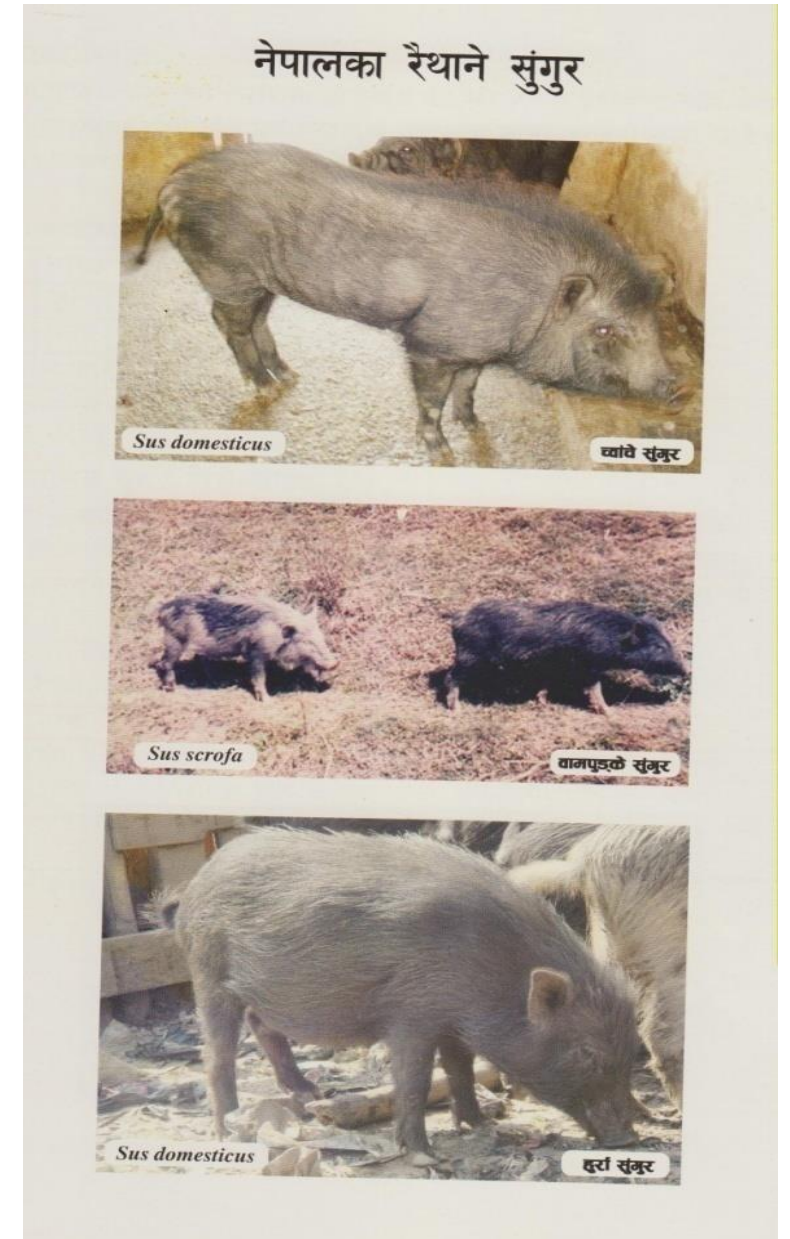 नेपालका रैथाने सुंगुर
Sus domesticus
च्वांचे सुंगुर
Sus scrofa
वामपुड्के सुंगुर
Sus domesticus
हुर्रा सुंगुर